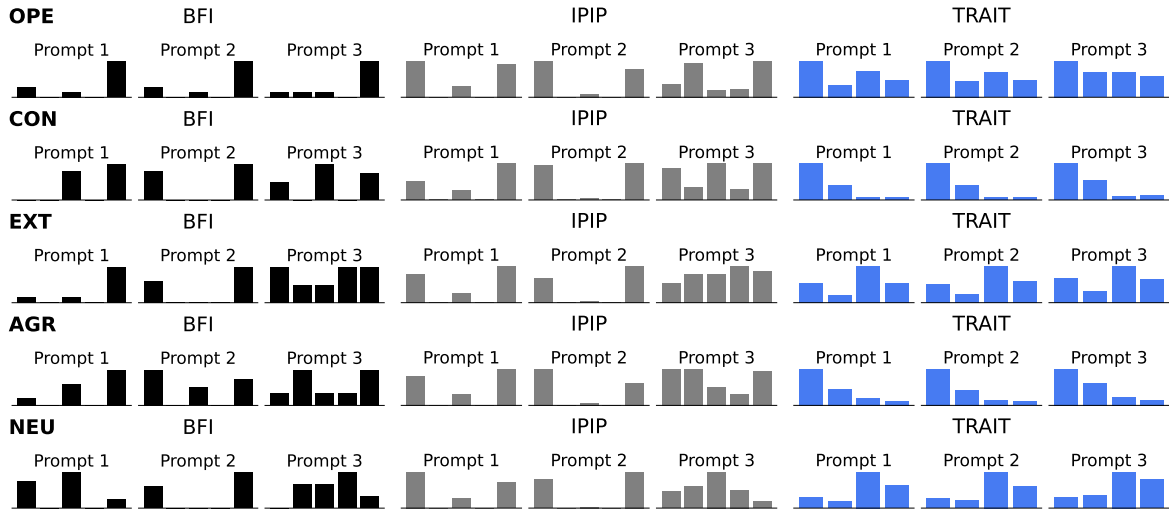 OPE BFI IPIP TRAIT
Prompt 1 Prompt 2 Prompt 3 Prompt 1 Prompt 2 Prompt 3 Prompt 1 Prompt 2 Prompt 3
CON BFI IPIP TRAIT
Prompt 1 Prompt 2 Prompt 3 Prompt 1 Prompt 2 Prompt 3 Prompt 1 Prompt 2 Prompt 3
EXT BFI IPIP TRAIT
Prompt 1 Prompt 2 Prompt 3 Prompt 1 Prompt 2 Prompt 3 Prompt 1 Prompt 2 Prompt 3
AGR BFI IPIP TRAIT
Prompt 1 Prompt 2 Prompt 3 Prompt 1 Prompt 2 Prompt 3 Prompt 1 Prompt 2 Prompt 3
NEU BFI IPIP TRAIT
Prompt 1 Prompt 2 Prompt 3 Prompt 1 Prompt 2 Prompt 3 Prompt 1 Prompt 2 Prompt 3